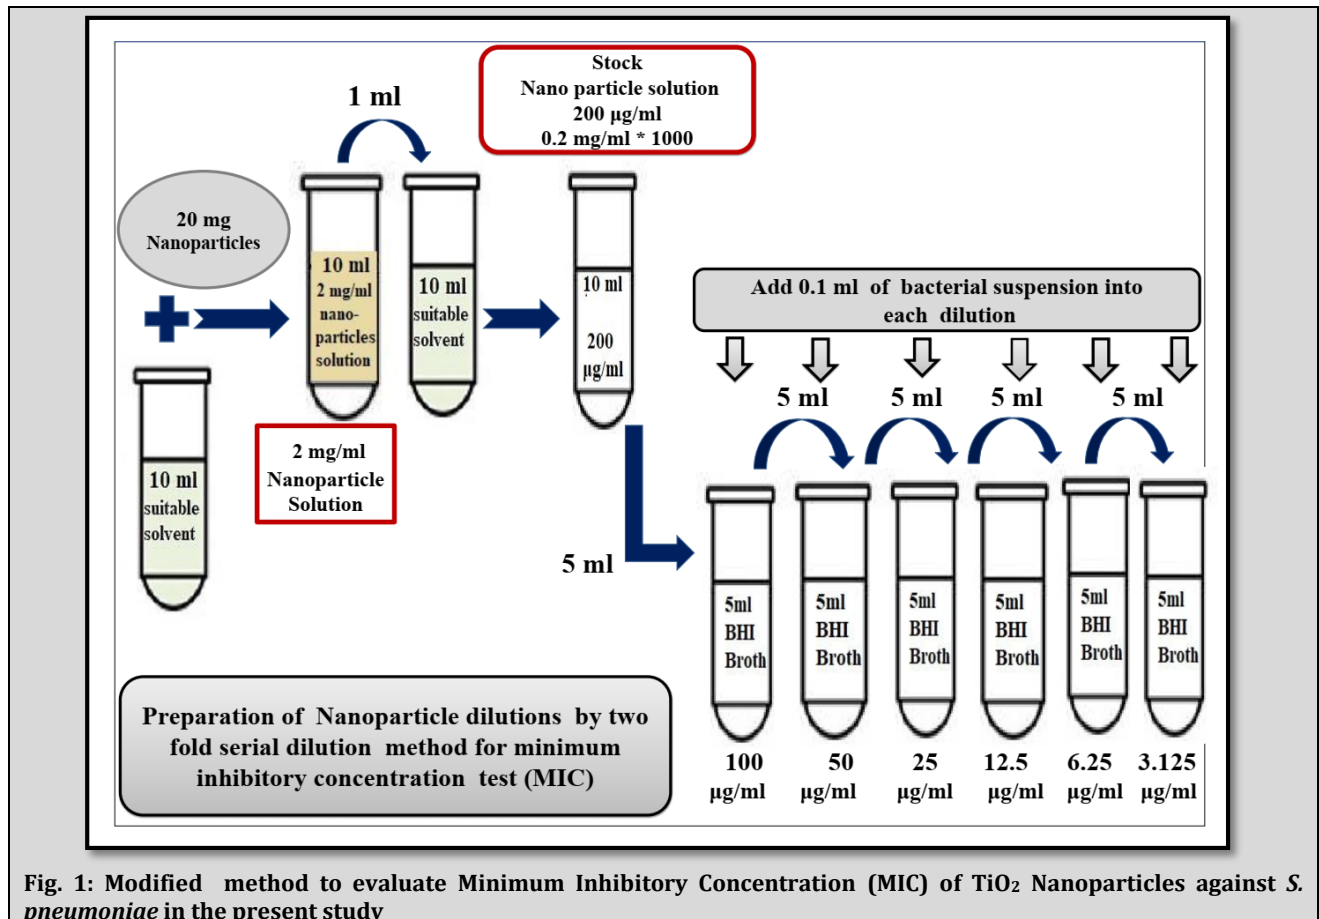 Stock
Nano particle solution
200 µg/ml
0.2 mg/ml * 1000
1 ml
20 mg
Nanoparticles
10 ml
2 mg/ml
nano-
particles
solution
10 ml
suitable
solvent
10 ml
200
µg/ml
10 ml
suitable
solvent
2 mg/ml
Nanoparticle
Solution
Add 0.1 ml of bacterial suspension into
each dilution
5 ml
5 ml
5 ml
5 ml
5 ml
5ml
BHI
Broth
5ml
BHI
Broth
5ml
BHI
Broth
5ml
BHI
Broth
5ml
BHI
Broth
5ml
BHI
Broth
100
µg/ml
50
µg/ml
25
µg/ml
12.5
µg/ml
6.25
µg/ml
3.125
µg/ml
Preparation of Nanoparticle dilutions by two
fold serial dilution method for minimum
inhibitory concentration test (MIC)
Fig. 1: Modified method to evaluate Minimum Inhibitory Concentration (MIC) of TiO₂ Nanoparticles against S.
pneumoniae in the present study